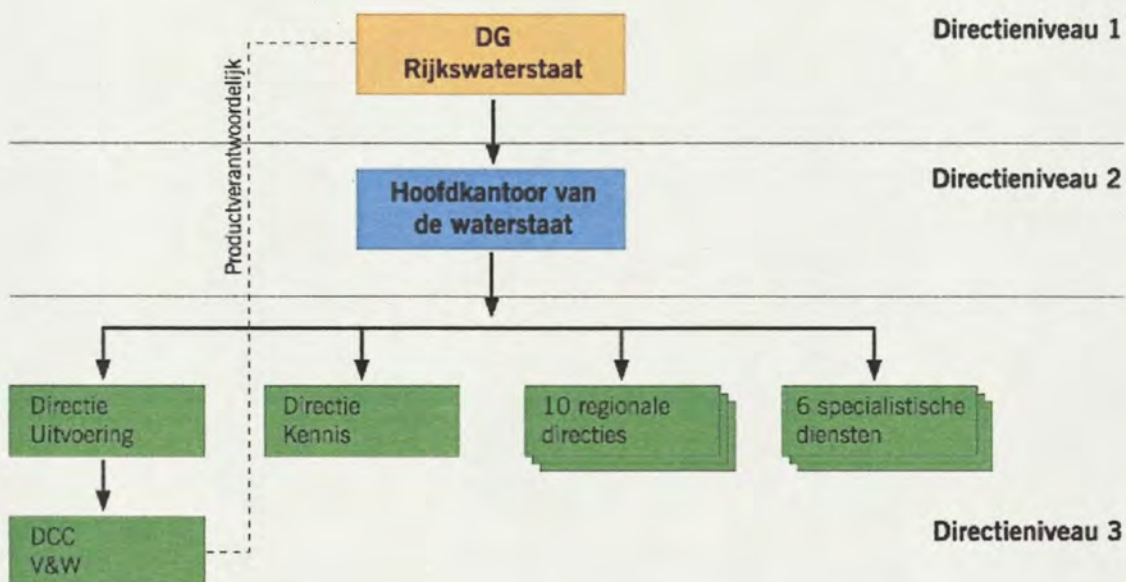 DG
Rijkswaterstaat
Directieniveau 1
Productverantwoordelijk
Hoofdkantoor van
de waterstaat
Directieniveau 2
Directie
Uitvoering
Directie
Kennis
10 regionale
directies
6 specialistische
diensten
DCC
V&W
Directieniveau 3